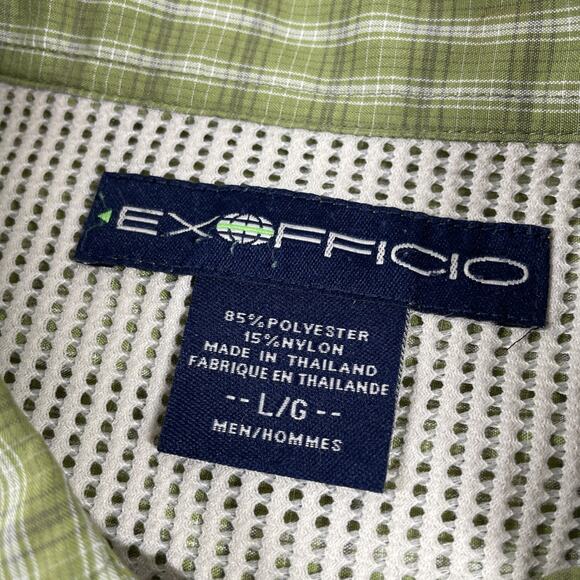 EXOFFICIO
85% POLYESTER
15% NYLON
MADE IN THAILAND
FABRIQUE EN THAILANDE
-- L/G --
MEN/HOMMES